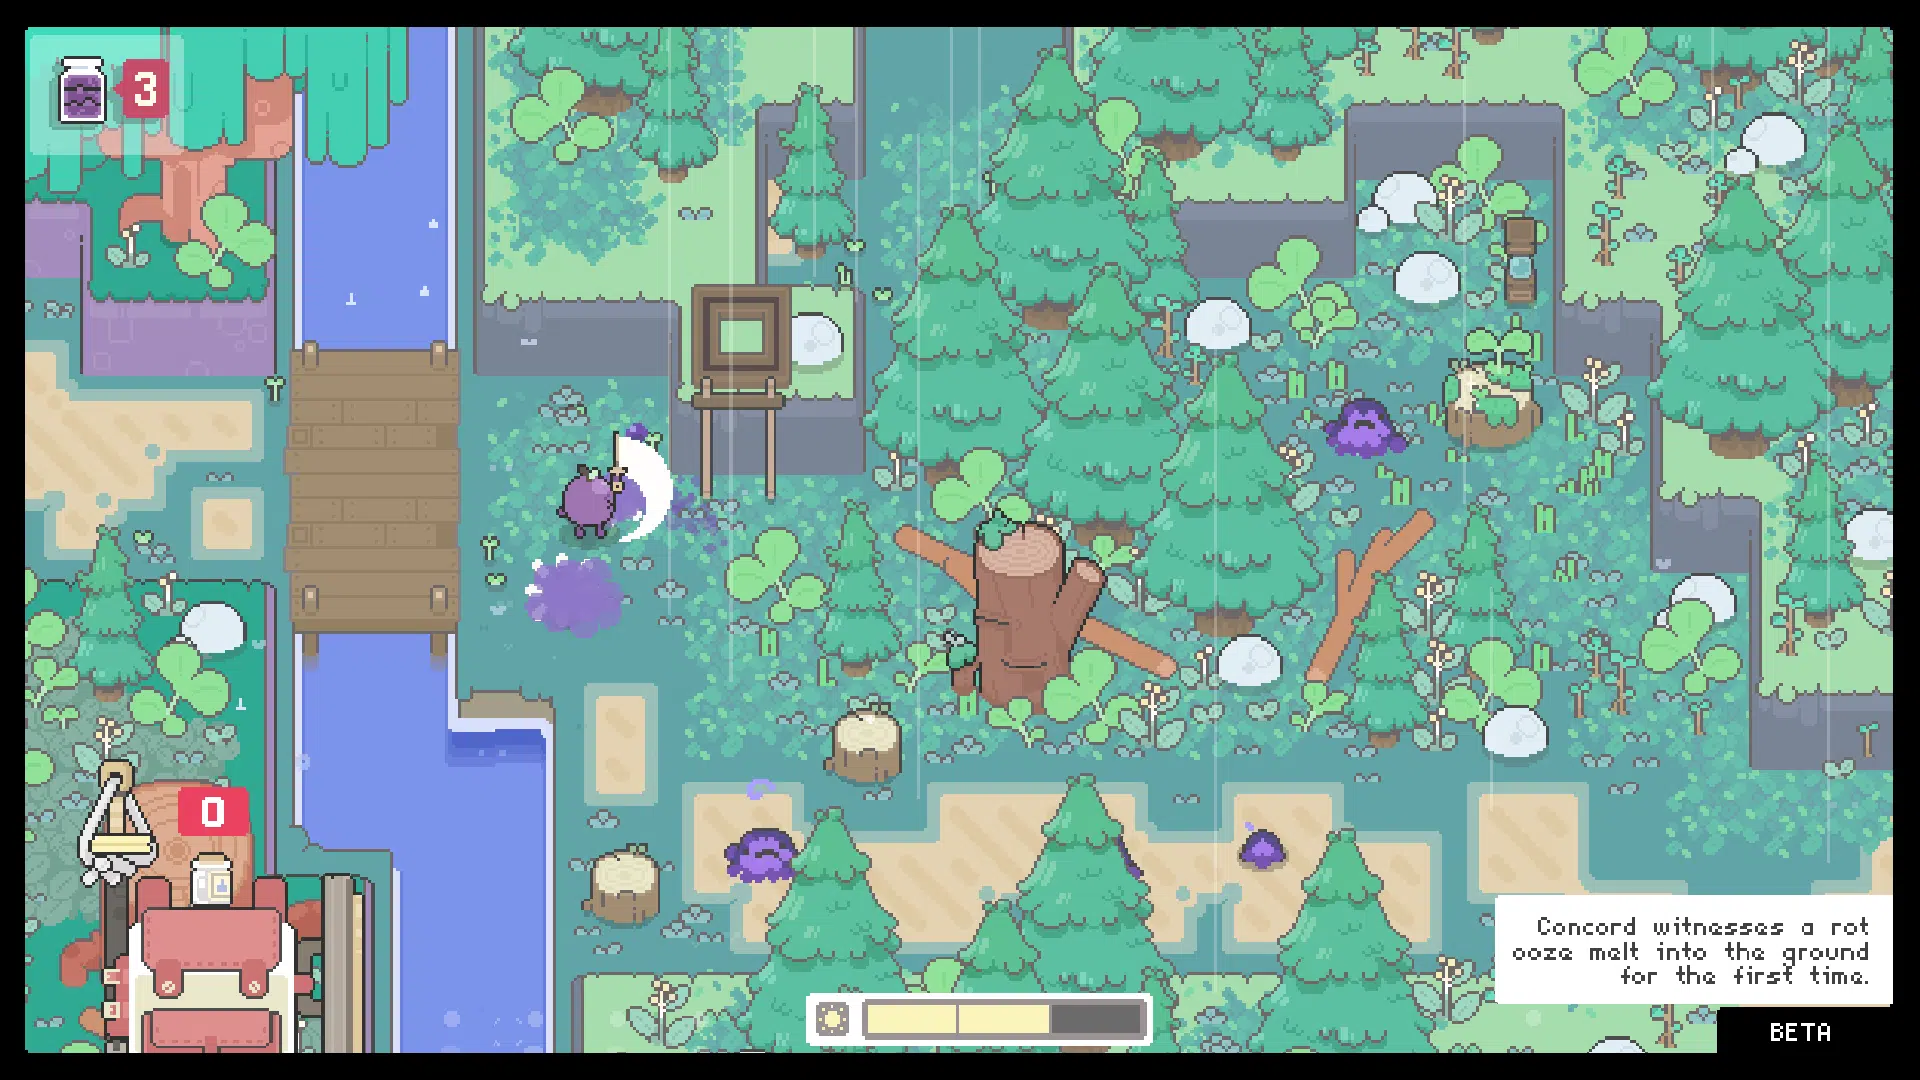 3
0
Concord witnesses a rot
ooze melt into the ground
for the first time.
BETA